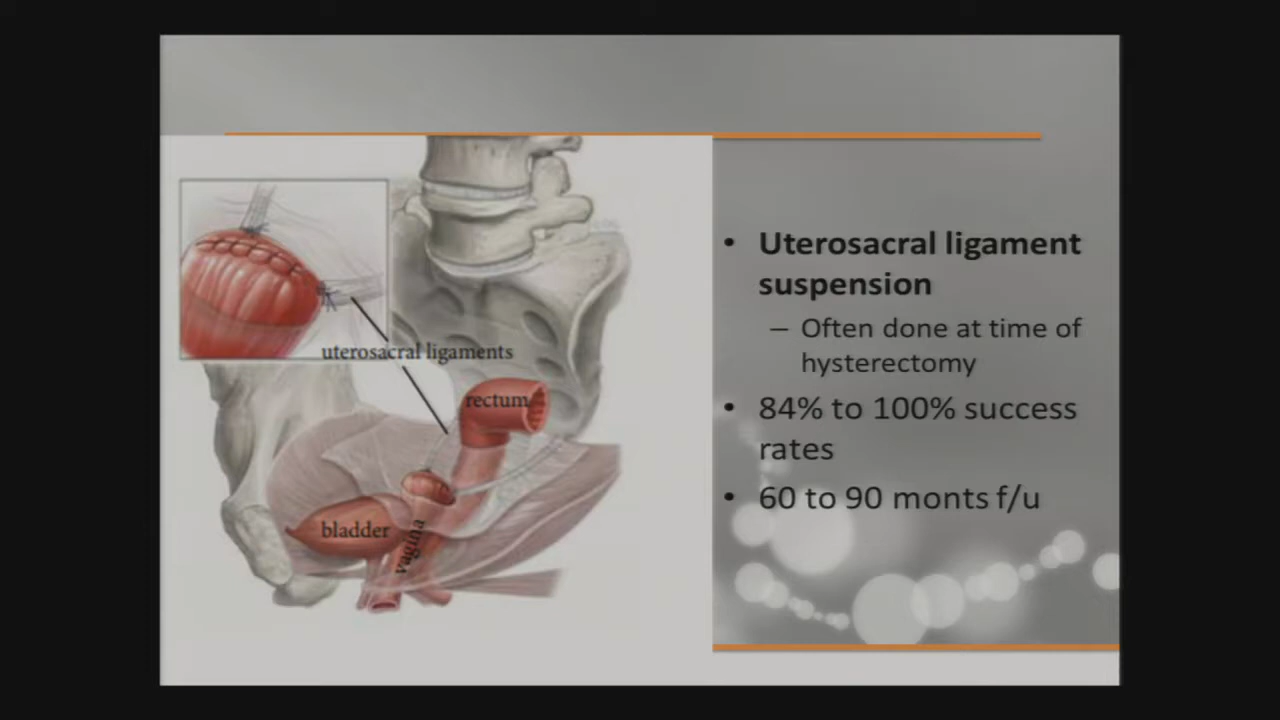 uterosacral ligaments
rectum
bladder
vagina
• Uterosacral ligament
suspension
– Often done at time of
hysterectomy
• 84% to 100% success
rates
• 60 to 90 monts f/u